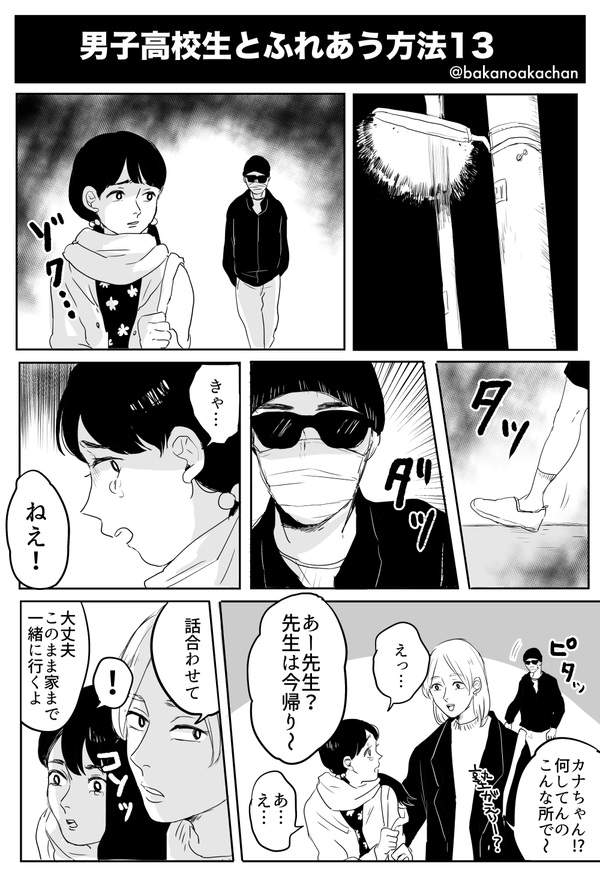 男子高校生とふれあう方法13
@bakanoakachan
ゾクッ…
タッ
ダッ
きゃ…
ねえ！
カナちゃん!?
何してんの
こんな所で〜
ピタッ
えっ…
あー先生？
先生は今帰り〜
あ…
え…
話合わせて
！
コソッ
大丈夫
このまま家まで
一緒に行くよ